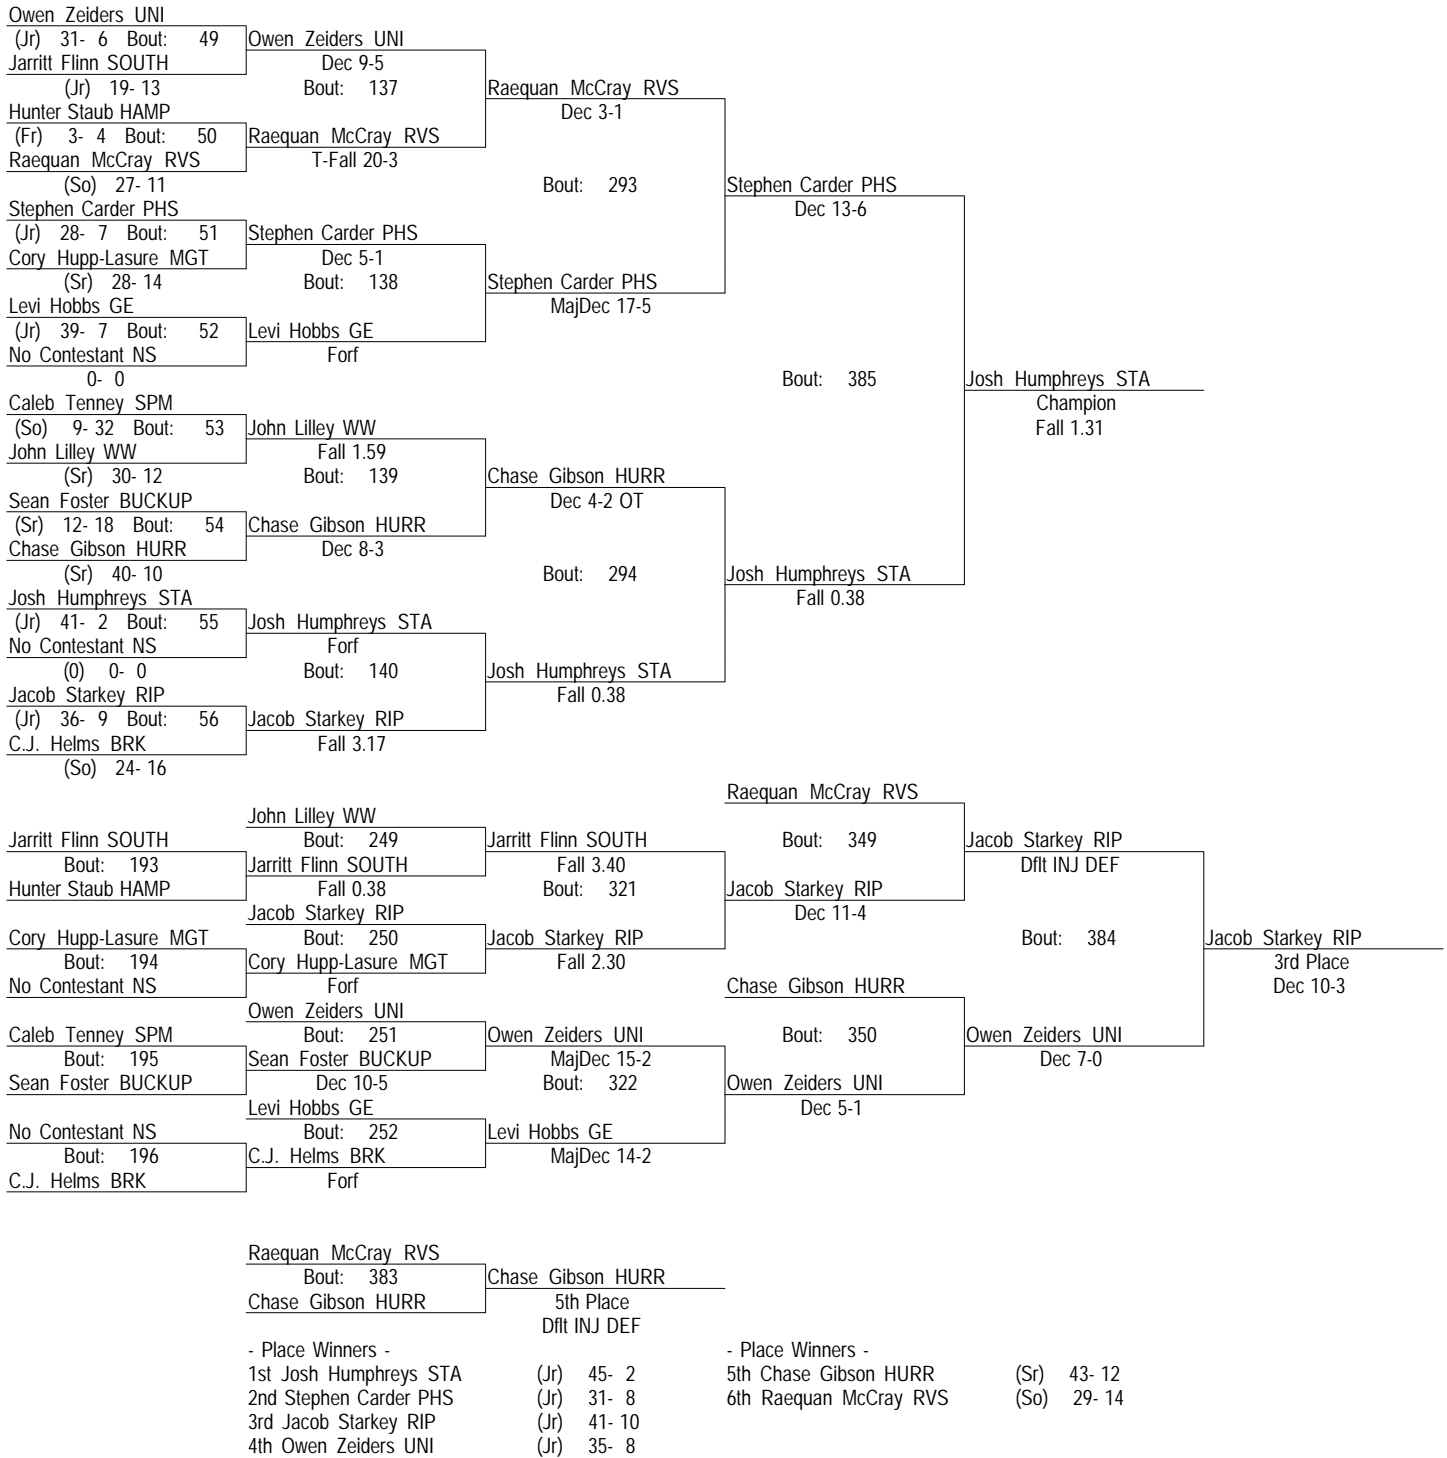 Owen Zeiders UNI
(Jr) 31- 6 Bout: 49 Owen Zeiders UNI
Jarritt Flinn SOUTH Dec 9-5
(Jr) 19- 13 Bout: 137 Raequan McCray RVS
Hunter Staub HAMP Dec 3-1
(Fr) 3- 4 Bout: 50 Raequan McCray RVS
Raequan McCray RVS T-Fall 20-3
(So) 27- 11 Bout: 293 Stephen Carder PHS
Stephen Carder PHS Dec 13-6
(Jr) 28- 7 Bout: 51 Stephen Carder PHS
Cory Hupp-Lasure MGT Dec 5-1
(Sr) 28- 14 Bout: 138 Stephen Carder PHS
Levi Hobbs GE MajDec 17-5
(Jr) 39- 7 Bout: 52 Levi Hobbs GE
No Contestant NS Forf
0- 0 Bout: 385 Josh Humphreys STA
Caleb Tenney SPM Champion
(So) 9- 32 Bout: 53 John Lilley WW Fall 1.31
John Lilley WW Fall 1.59
(Sr) 30- 12 Bout: 139 Chase Gibson HURR
Sean Foster BUCKUP Dec 4-2 OT
(Sr) 12- 18 Bout: 54 Chase Gibson HURR
Chase Gibson HURR Dec 8-3
(Sr) 40- 10 Bout: 294 Josh Humphreys STA
Josh Humphreys STA Fall 0.38
(Jr) 41- 2 Bout: 55 Josh Humphreys STA
No Contestant NS Forf
(0) 0- 0 Bout: 140 Josh Humphreys STA
Jacob Starkey RIP Fall 0.38
(Jr) 36- 9 Bout: 56 Jacob Starkey RIP
C.J. Helms BRK Fall 3.17
(So) 24- 16
Raequan McCray RVS
John Lilley WW
Jarritt Flinn SOUTH Bout: 249 Jarritt Flinn SOUTH Bout: 349 Jacob Starkey RIP
Bout: 193 Jarritt Flinn SOUTH Fall 3.40 Dflt INJ DEF
Hunter Staub HAMP Fall 0.38 Bout: 321 Jacob Starkey RIP
Jacob Starkey RIP Dec 11-4
Cory Hupp-Lasure MGT Bout: 250 Jacob Starkey RIP Bout: 384 Jacob Starkey RIP
Bout: 194 Cory Hupp-Lasure MGT Fall 2.30 3rd Place
No Contestant NS Forf Chase Gibson HURR Dec 10-3
Owen Zeiders UNI
Caleb Tenney SPM Bout: 251 Owen Zeiders UNI Bout: 350 Owen Zeiders UNI
Bout: 195 Sean Foster BUCKUP MajDec 15-2 Dec 7-0
Sean Foster BUCKUP Dec 10-5 Bout: 322 Owen Zeiders UNI
Levi Hobbs GE Dec 5-1
No Contestant NS Bout: 252 Levi Hobbs GE
Bout: 196 C.J. Helms BRK MajDec 14-2
C.J. Helms BRK Forf
Raequan McCray RVS
Bout: 383 Chase Gibson HURR
Chase Gibson HURR 5th Place
Dflt INJ DEF
- Place Winners - - Place Winners -
1st Josh Humphreys STA (Jr) 45- 2 5th Chase Gibson HURR (Sr) 43- 12
2nd Stephen Carder PHS (Jr) 31- 8 6th Raequan McCray RVS (So) 29- 14
3rd Jacob Starkey RIP (Jr) 41- 10
4th Owen Zeiders UNI (Jr) 35- 8